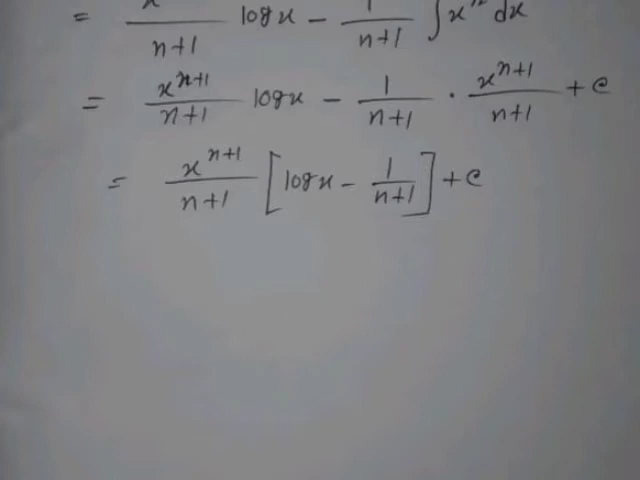 = x^{n+1}/(n+1) log x - 1/(n+1) ∫ x^n dx
= x^{n+1}/(n+1) log x - 1/(n+1) · x^{n+1}/(n+1) + c
= x^{n+1}/(n+1) [log x - 1/(n+1)] + c